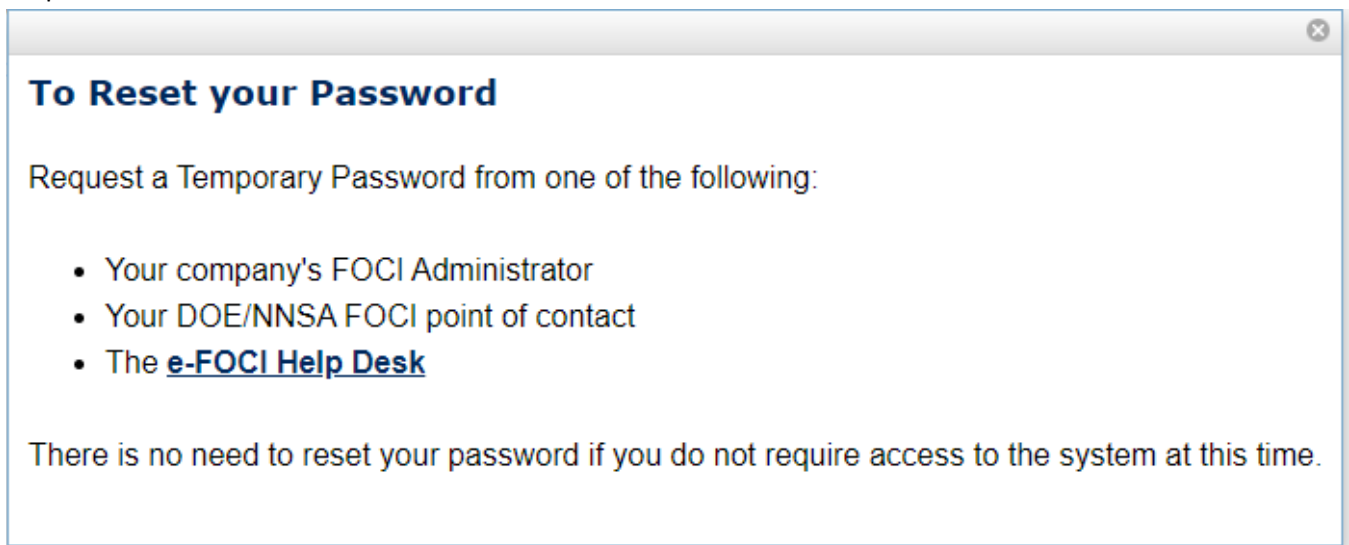 To Reset your Password
Request a Temporary Password from one of the following:
• Your company's FOCI Administrator
• Your DOE/NNSA FOCI point of contact
• The e-FOCI Help Desk
There is no need to reset your password if you do not require access to the system at this time.